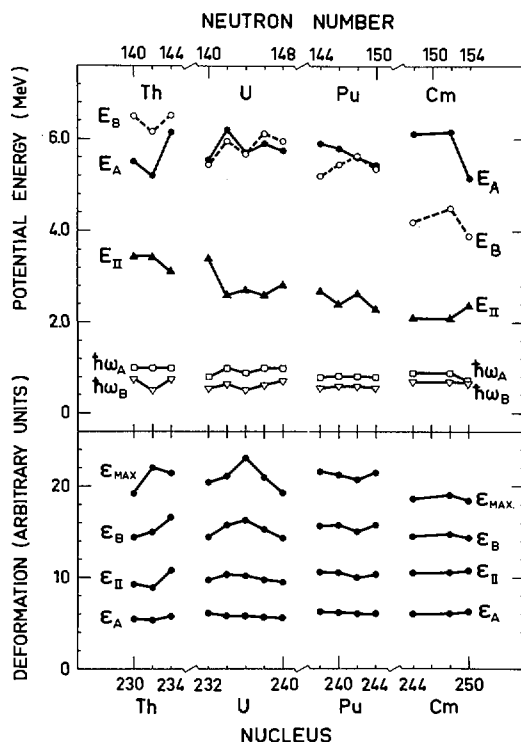 NEUTRON NUMBER
140 144 140 148 144 150 150 154
Th U Pu Cm
POTENTIAL ENERGY (MeV)
6.0
4.0
2.0
0
E_B
E_A
E_II
ħω_A
ħω_B
E_A
E_B
E_II
ħω_A
ħω_B
DEFORMATION (ARBITRARY UNITS)
20
10
0
ε_MAX
ε_B
ε_II
ε_A
ε_MAX.
ε_B
ε_II
ε_A
230 234 232 240 240 244 244 250
Th U Pu Cm
NUCLEUS